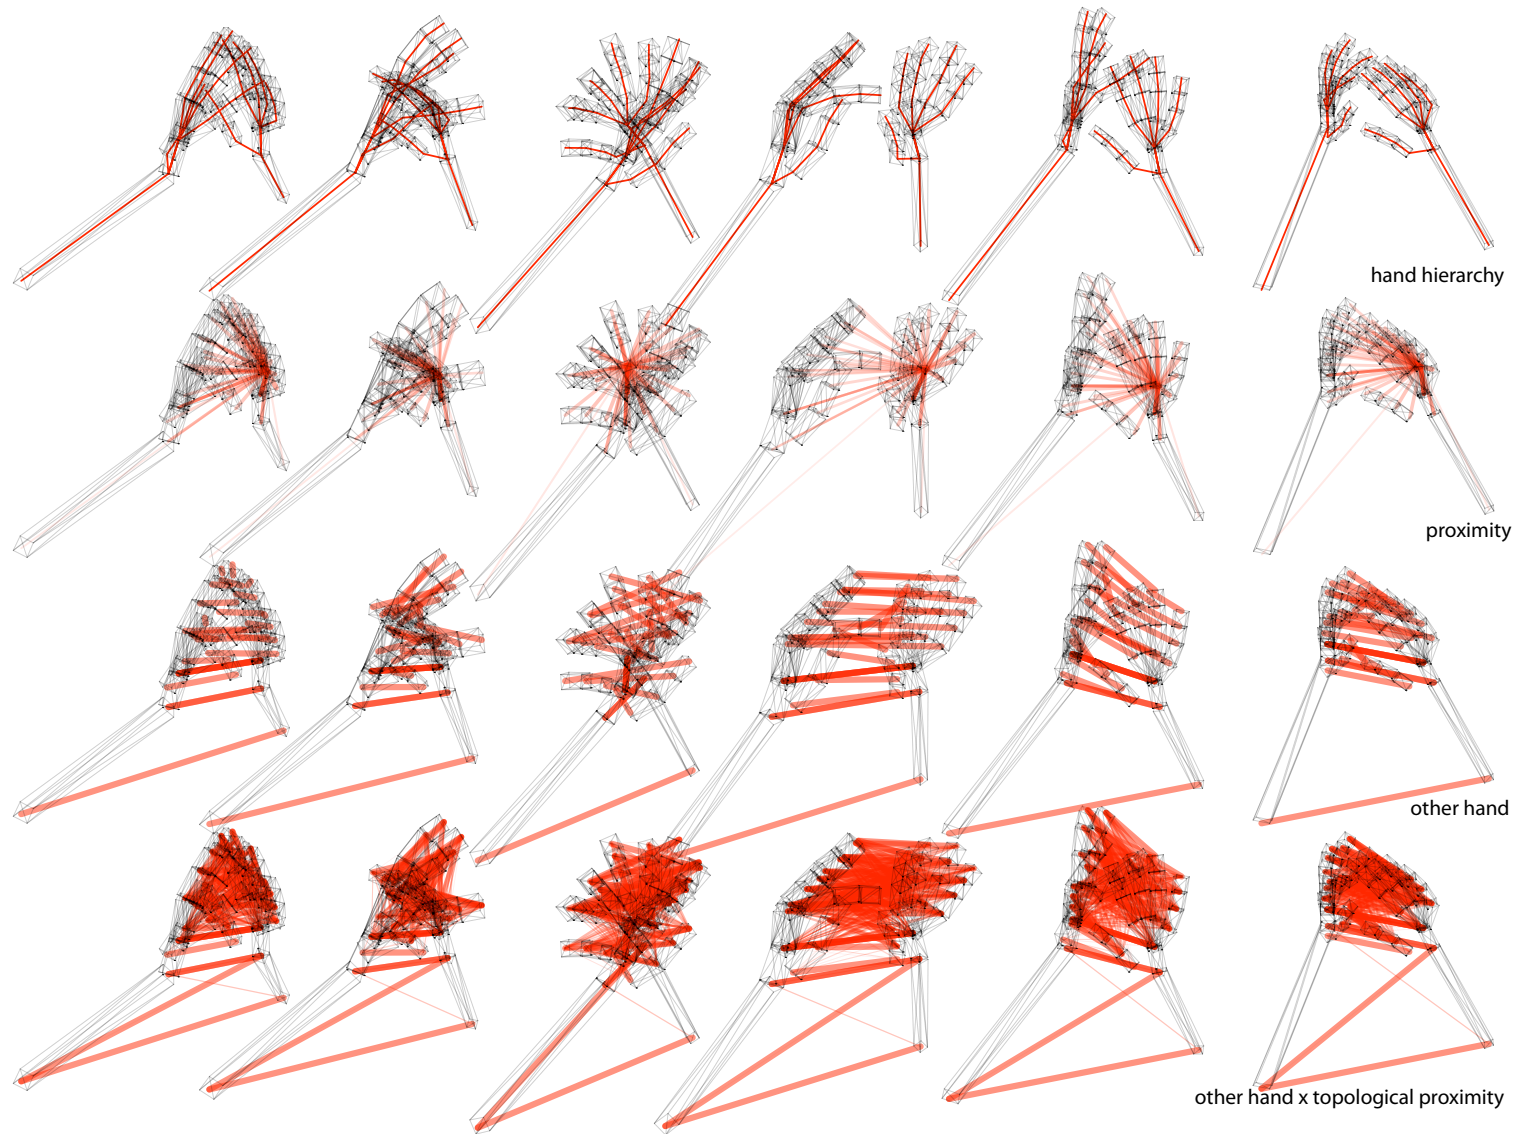 hand hierarchy
proximity
other hand
other hand x topological proximity